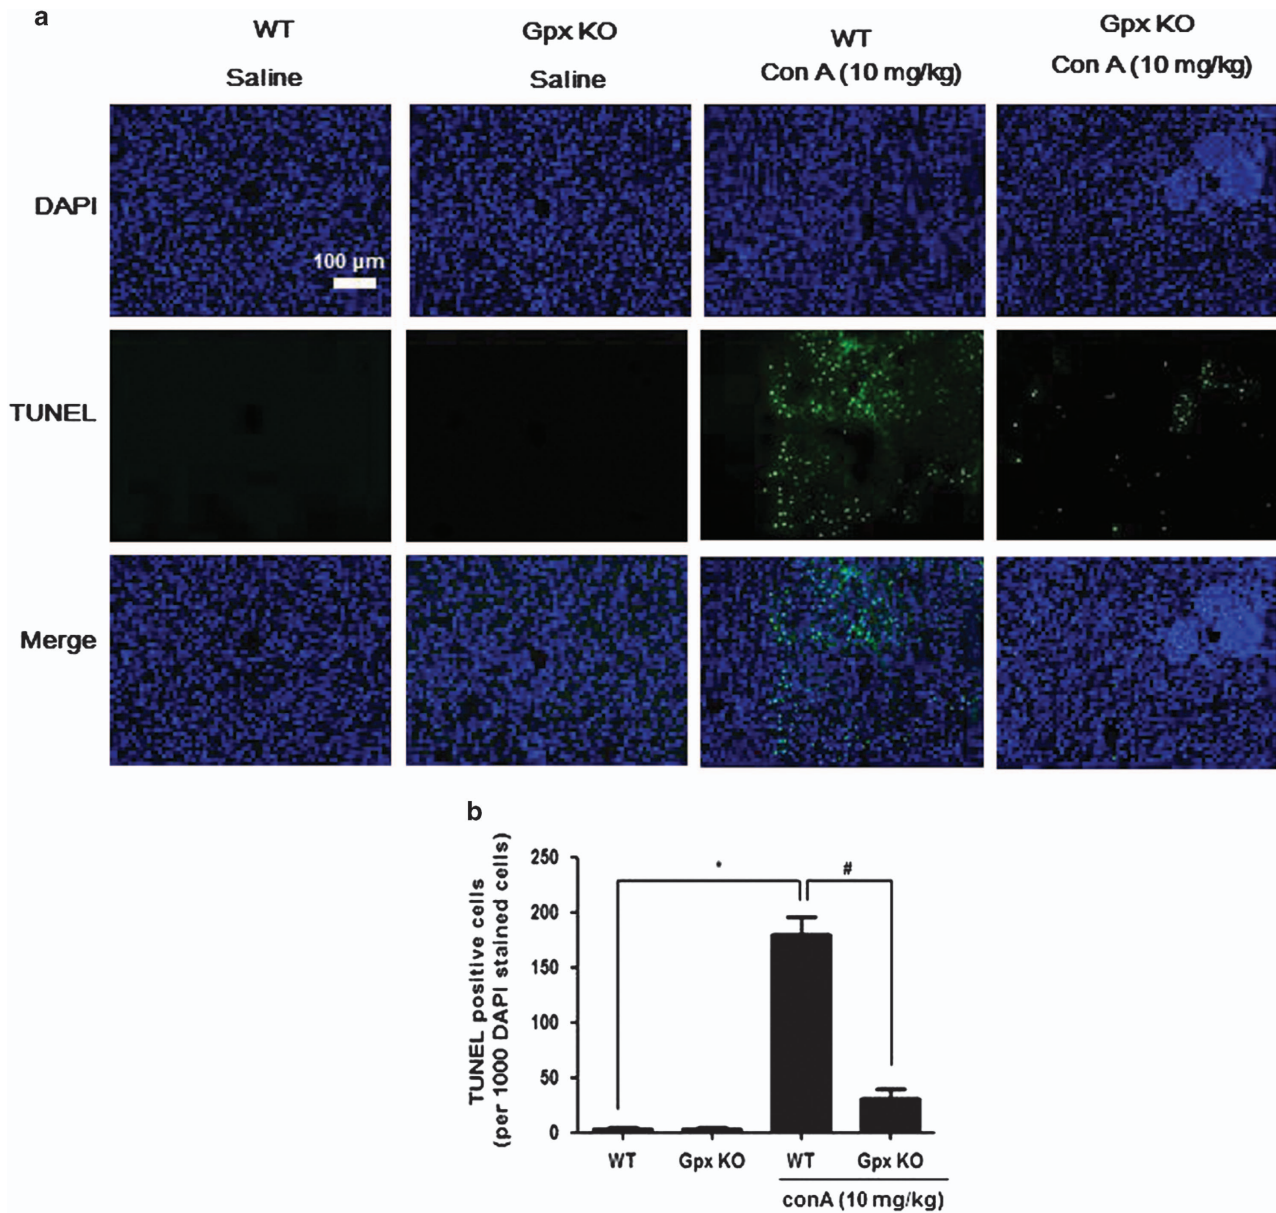 a
WT
Saline
Gpx KO
Saline
WT
Con A (10 mg/kg)
Gpx KO
Con A (10 mg/kg)
DAPI
100 µm
TUNEL
Merge
b
TUNEL positive cells
(per 1000 DAPI stained cells)
250
200
150
100
50
0
*
#
WT
Gpx KO
WT
Gpx KO
conA (10 mg/kg)